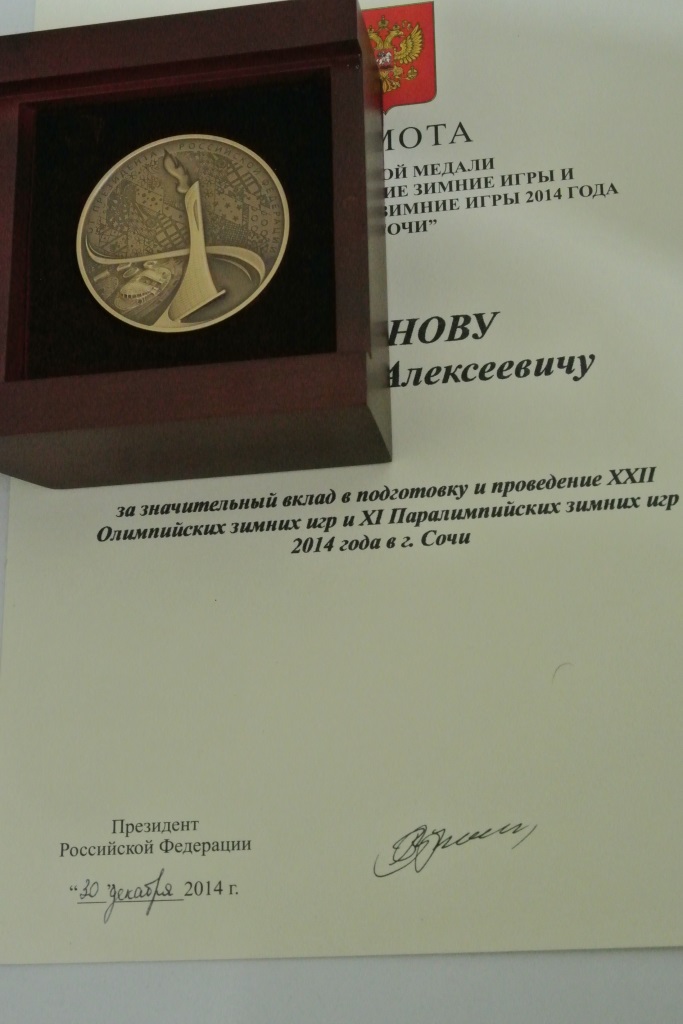 МОТА
ОЙ МЕДАЛИ
ИЕ ЗИМНИЕ ИГРЫ И
ЗИМНИЕ ИГРЫ 2014 ГОДА
ОЧИ”
НОВУ
Алексеевичу
за значительный вклад в подготовку и проведение XXII
Олимпийских зимних игр и XI Паралимпийских зимних игр
2014 года в г. Сочи
Президент
Российской Федерации
“30” декабря 2014 г.